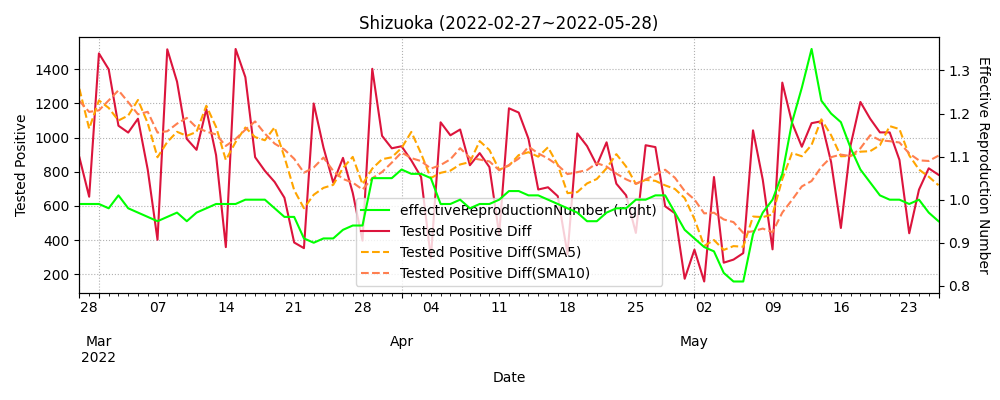 Shizuoka (2022-02-27~2022-05-28)
Tested Positive
1400
1200
1000
800
600
400
200
Effective Reproduction Number
1.3
1.2
1.1
1.0
0.9
0.8
effectiveReproductionNumber (right)
Tested Positive Diff
Tested Positive Diff(SMA5)
Tested Positive Diff(SMA10)
28 07 14 21 28 04 11 18 25 02 09 16 23
Mar Apr May
2022
Date